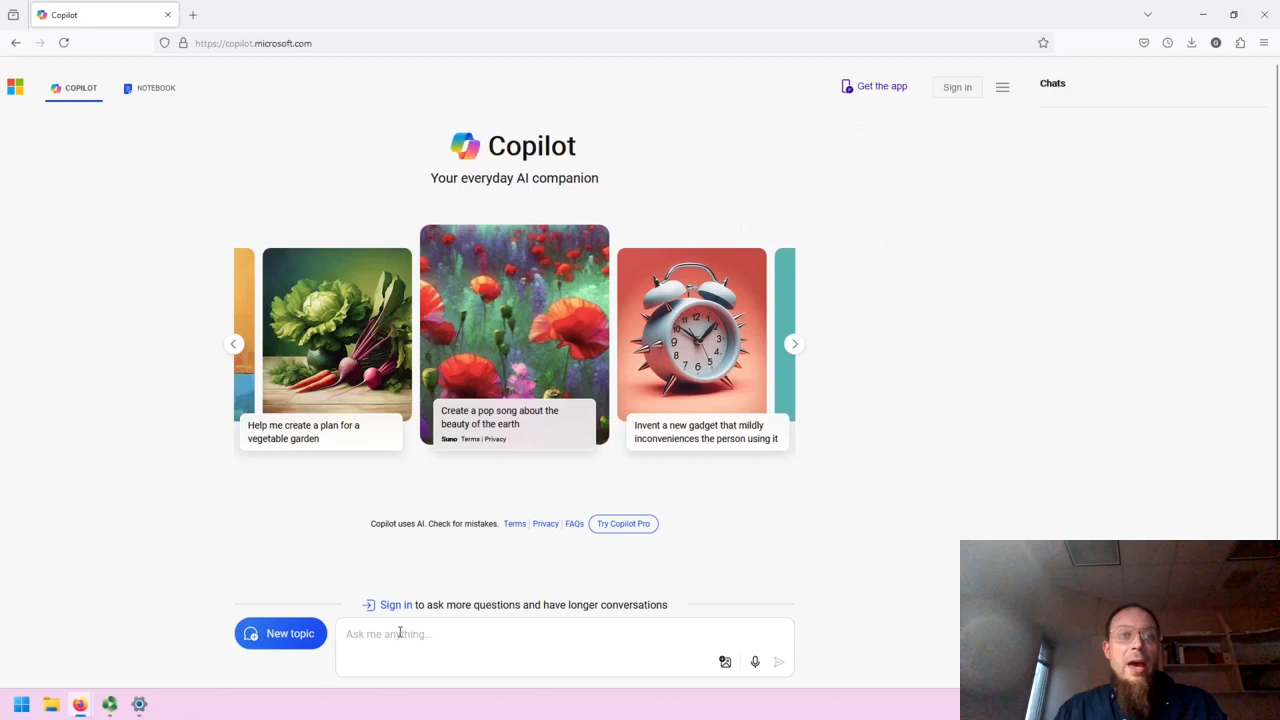 Copilot
https://copilot.microsoft.com
COPILOT
NOTEBOOK
Get the app
Sign in
Chats
Copilot
Your everyday AI companion
Help me create a plan for a
vegetable garden
Create a pop song about the
beauty of the earth
Suno Terms | Privacy
Invent a new gadget that mildly
inconveniences the person using it
Copilot uses AI. Check for mistakes. Terms | Privacy | FAQs Try Copilot Pro
Sign in to ask more questions and have longer conversations
New topic
Ask me anything...